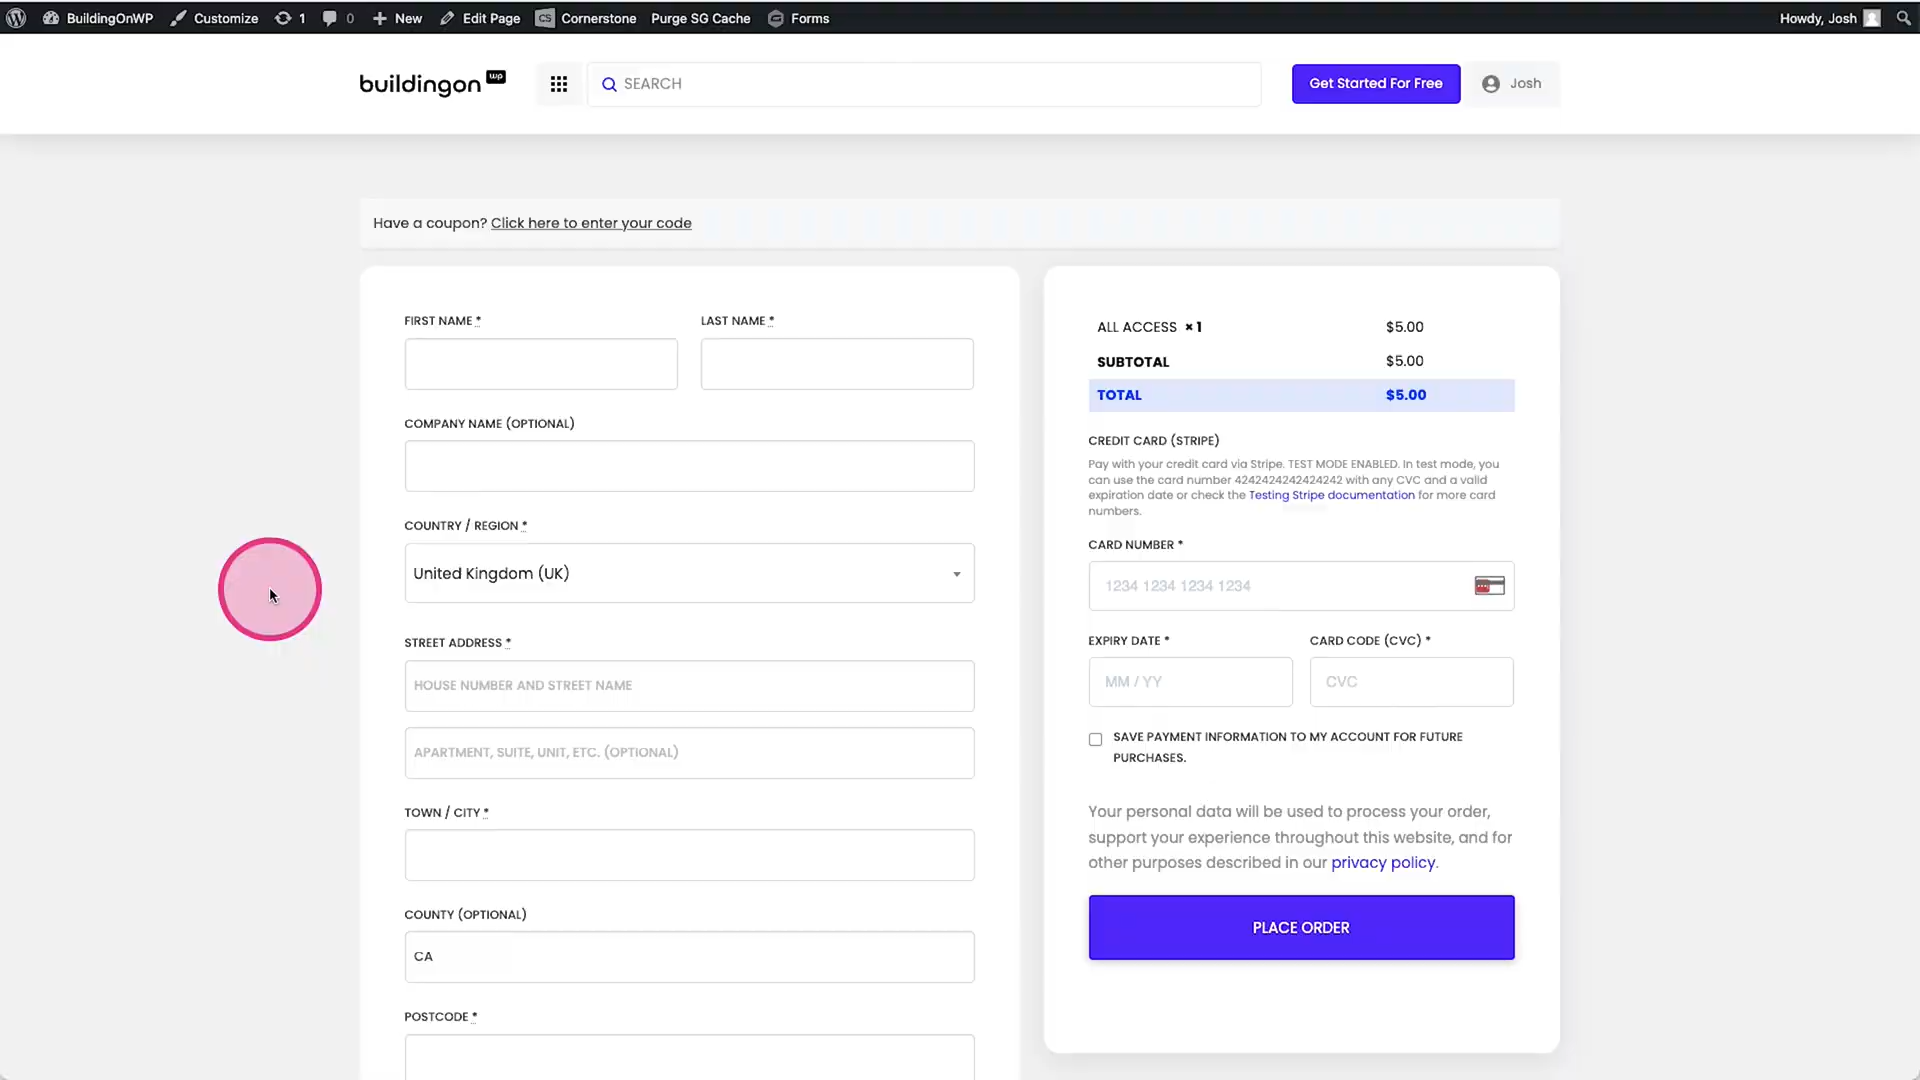 BuildingOnWP Customize 1 0 New Edit Page CS Cornerstone Purge SG Cache Forms Howdy, Josh
buildingon wp SEARCH Get Started For Free Josh
Have a coupon? Click here to enter your code
FIRST NAME * LAST NAME *
COMPANY NAME (OPTIONAL)
COUNTRY / REGION *
United Kingdom (UK)
STREET ADDRESS *
HOUSE NUMBER AND STREET NAME
APARTMENT, SUITE, UNIT, ETC. (OPTIONAL)
TOWN / CITY *
COUNTY (OPTIONAL)
CA
POSTCODE *
ALL ACCESS × 1 $5.00
SUBTOTAL $5.00
TOTAL $5.00
CREDIT CARD (STRIPE)
Pay with your credit card via Stripe. TEST MODE ENABLED. In test mode, you
can use the card number 4242424242424242 with any CVC and a valid
expiration date or check the Testing Stripe documentation for more card
numbers.
CARD NUMBER *
1234 1234 1234 1234
EXPIRY DATE * CARD CODE (CVC) *
MM / YY CVC
SAVE PAYMENT INFORMATION TO MY ACCOUNT FOR FUTURE
PURCHASES.
Your personal data will be used to process your order,
support your experience throughout this website, and for
other purposes described in our privacy policy.
PLACE ORDER